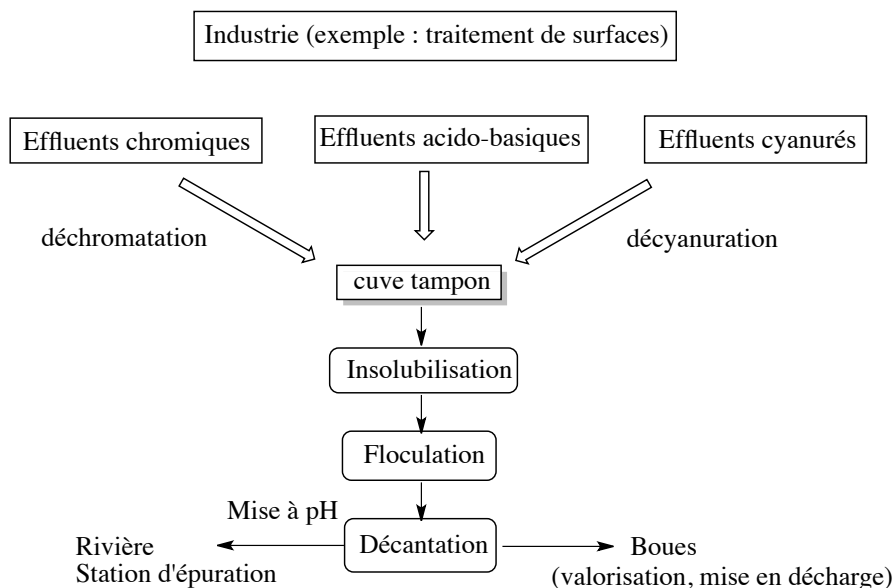 Industrie (exemple : traitement de surfaces)
Effluents chromiques
Effluents acido-basiques
Effluents cyanurés
déchromatation
décyanuration
cuve tampon
Insolubilisation
Floculation
Mise à pH
Décantation
Rivière
Station d'épuration
Boues
(valorisation, mise en décharge)